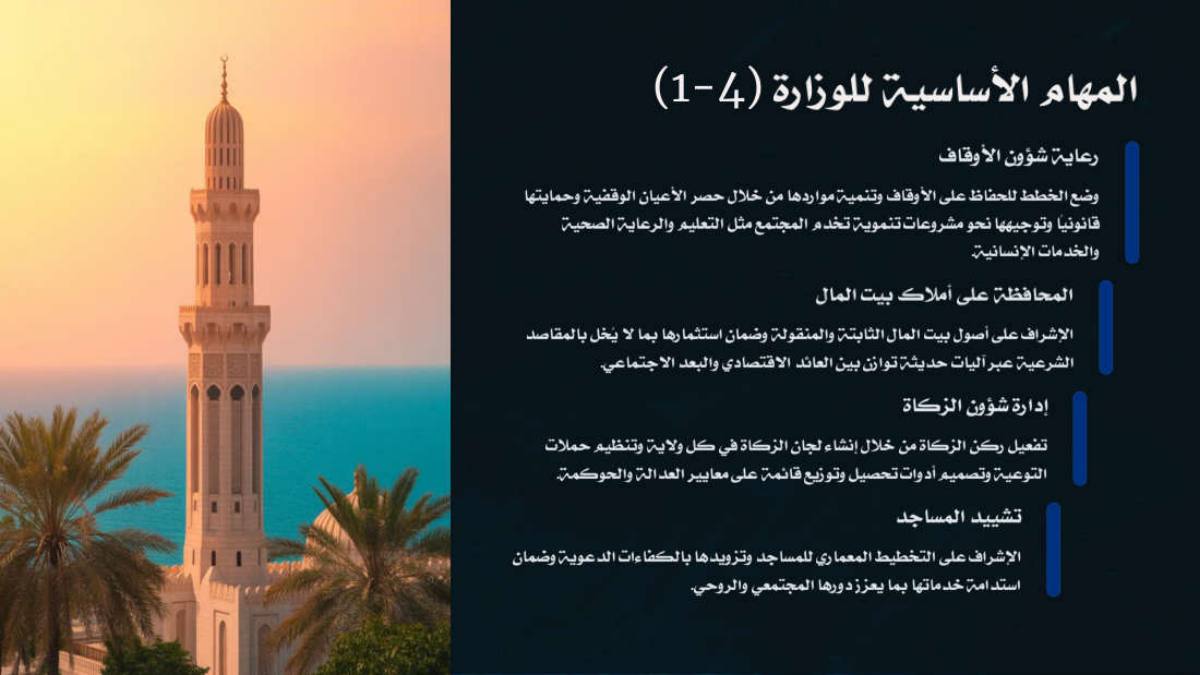 المهام الأساسية للوزارة (4-1)
رعاية شؤون الأوقاف
وضع الخطط للحفاظ على الأوقاف وتنمية مواردها من خلال حصر الأعيان الوقفية وحمايتها
قانونيًا وتوجيهها نحو مشروعات تنموية تخدم المجتمع مثل التعليم والرعاية الصحية
والخدمات الإنسانية.
المحافظة على أملاك بيت المال
الإشراف على أصول بيت المال الثابتة والمنقولة وضمان استثمارها بما لا يُخل بالمقاصد
الشرعية عبر آليات حديثة توازن بين العائد الاقتصادي والبعد الاجتماعي.
إدارة شؤون الزكاة
تفعيل ركن الزكاة من خلال إنشاء لجان الزكاة في كل ولاية وتنظيم حملات
التوعية وتصميم أدوات تحصيل وتوزيع قائمة على معايير العدالة والحوكمة.
تشييد المساجد
الإشراف على التخطيط المعماري للمساجد وتزويدها بالكفاءات الدعوية وضمان
استدامة خدماتها بما يعزز دورها المجتمعي والروحي.